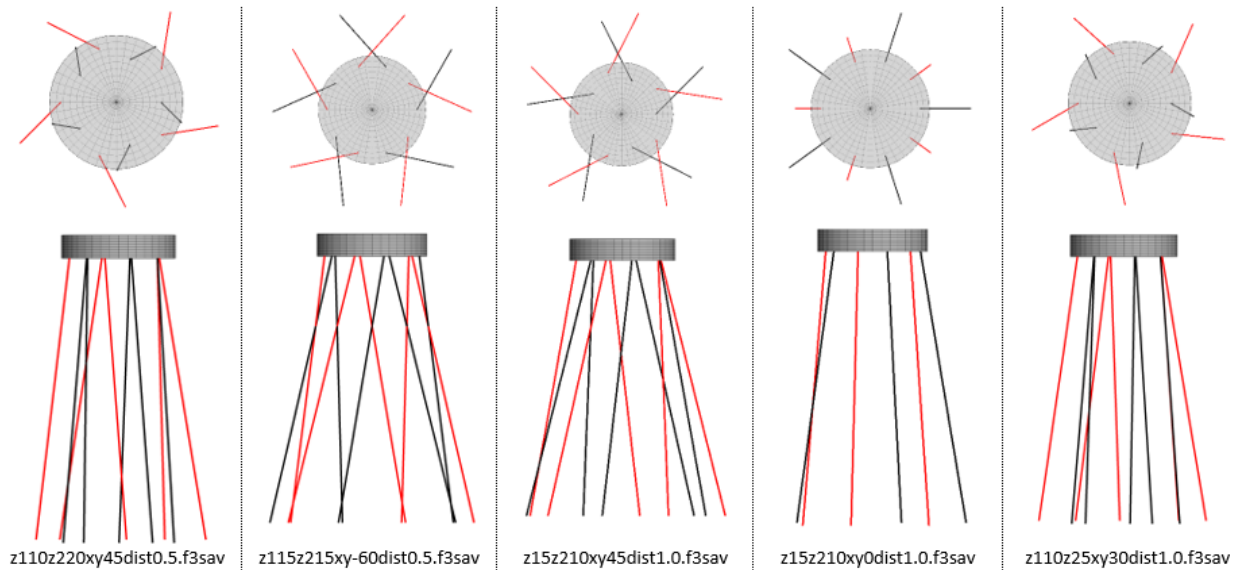 z110z220xy45dist0.5.f3sav
z115z215xy-60dist0.5.f3sav
z15z210xy45dist1.0.f3sav
z15z210xy0dist1.0.f3sav
z110z25xy30dist1.0.f3sav